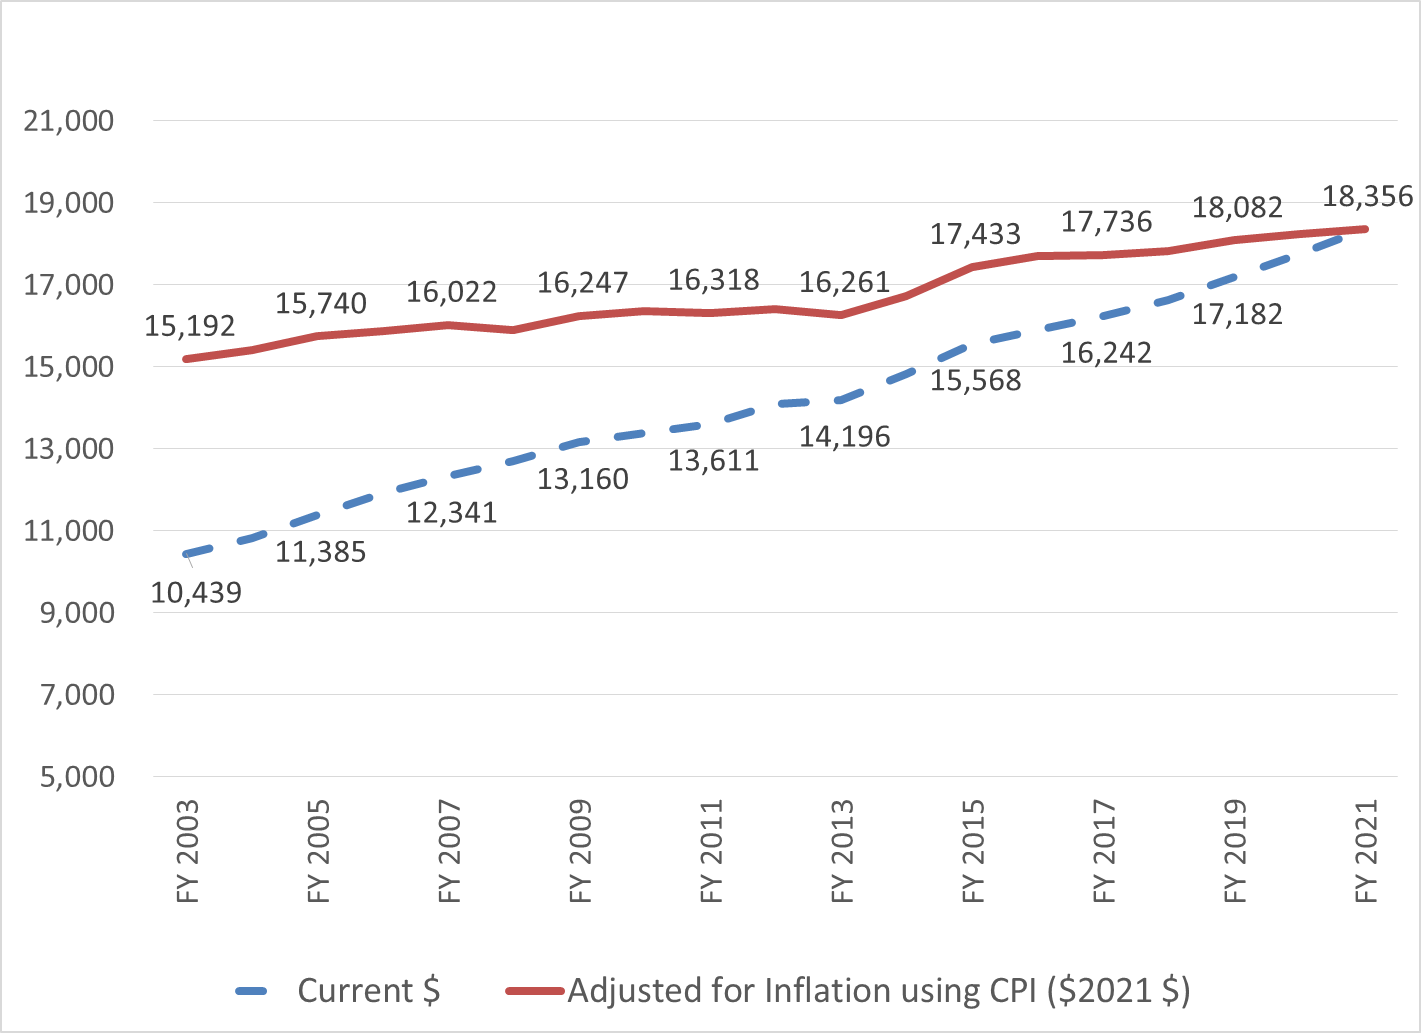 21,000
19,000
17,000
15,000
13,000
11,000
9,000
7,000
5,000
15,192
15,740
16,022
16,247
16,318
16,261
17,433
17,736
18,082
18,356
10,439
11,385
12,341
13,160
13,611
14,196
15,568
16,242
17,182
FY 2003
FY 2005
FY 2007
FY 2009
FY 2011
FY 2013
FY 2015
FY 2017
FY 2019
FY 2021
Current $
Adjusted for Inflation using CPI ($2021 $)